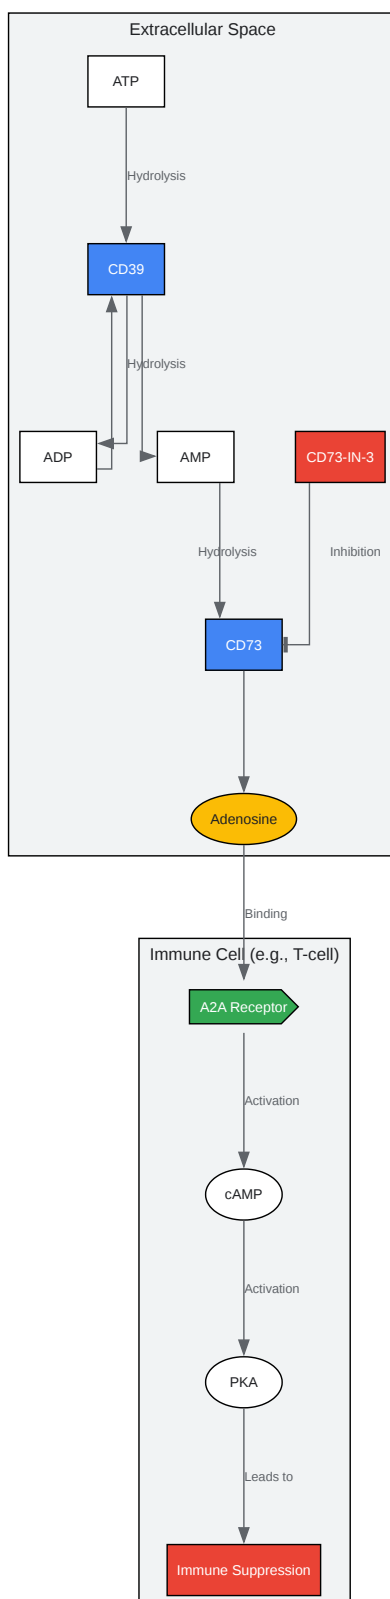 Extracellular Space
ATP
Hydrolysis
CD39
Hydrolysis
ADP
AMP
CD73-IN-3
Hydrolysis
Inhibition
CD73
Adenosine
Binding
Immune Cell (e.g., T-cell)
A2A Receptor
Activation
cAMP
Activation
PKA
Leads to
Immune Suppression